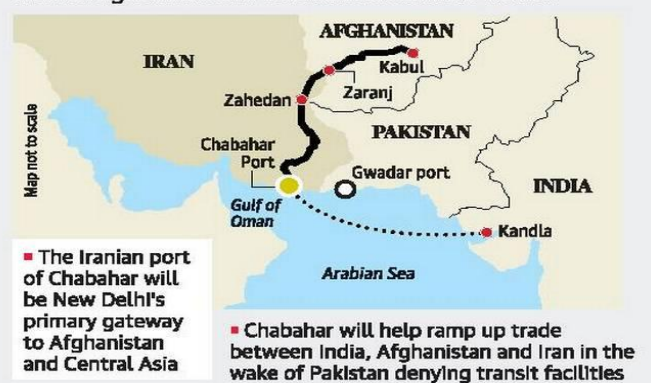 AFGHANISTAN
IRAN
Kabul
Zaranj
Zahedan
Map not to scale
PAKISTAN
Chabahar
Port
Gwadar port
INDIA
Gulf of
Oman
Kandla
Arabian Sea
▪ The Iranian port
of Chabahar will
be New Delhi's
primary gateway
to Afghanistan
and Central Asia
▪ Chabahar will help ramp up trade
between India, Afghanistan and Iran in the
wake of Pakistan denying transit facilities